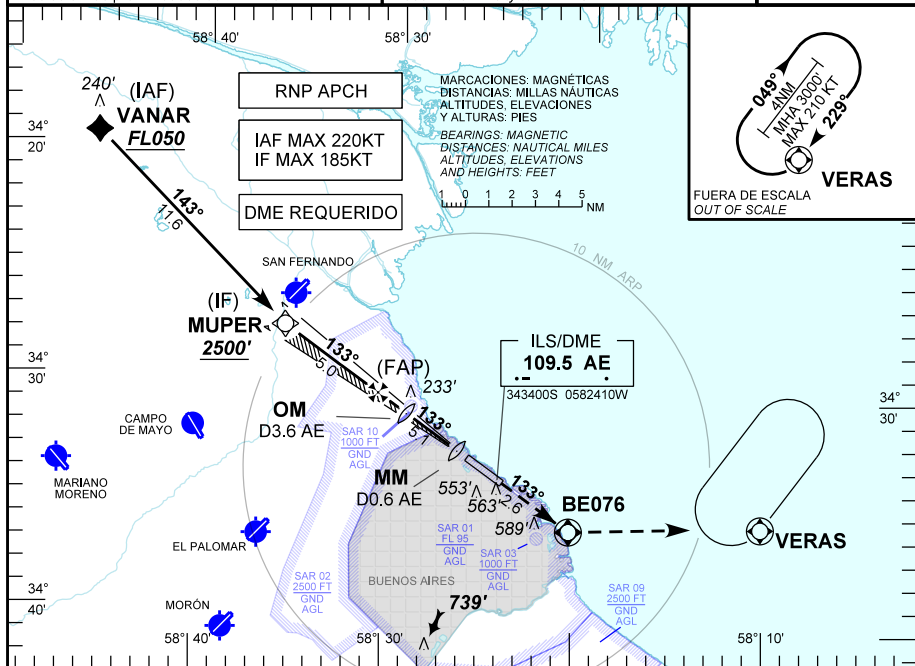 58° 40'
58° 30'
240'
(IAF)
VANAR
FL050
RNP APCH
IAF MAX 220KT
IF MAX 185KT
DME REQUERIDO
MARCACIONES: MAGNÉTICAS
DISTANCIAS: MILLAS NÁUTICAS
ALTITUDES, ELEVACIONES
Y ALTURAS: PIES
BEARINGS: MAGNETIC
DISTANCES: NAUTICAL MILES
ALTITUDES, ELEVATIONS
AND HEIGHTS: FEET
1 0 1 2 3 4 5 NM
049°
4NM
MHA 3000'
MAX 210 KT
229°
VERAS
FUERA DE ESCALA
OUT OF SCALE
34°
20'
143°
11.6
10 NM ARP
SAN FERNANDO
(IF)
MUPER
2500'
133°
5.0
(FAP)
233'
ILS/DME
109.5 AE
343400S 0582410W
34°
30'
34°
30'
OM
D3.6 AE
133°
5.7
CAMPO
DE MAYO
SAR 10
1000 FT
GND
AGL
MARIANO
MORENO
MM
D0.6 AE
553'
563'
2.6
133°
589'
BE076
VERAS
EL PALOMAR
SAR 01
FL 95
GND
AGL
SAR 03
1000 FT
GND
AGL
SAR 02
2500 FT
GND
AGL
BUENOS AIRES
SAR 09
2500 FT
GND
AGL
34°
40'
MORÓN
739'
58° 40'
58° 30'
58° 10'